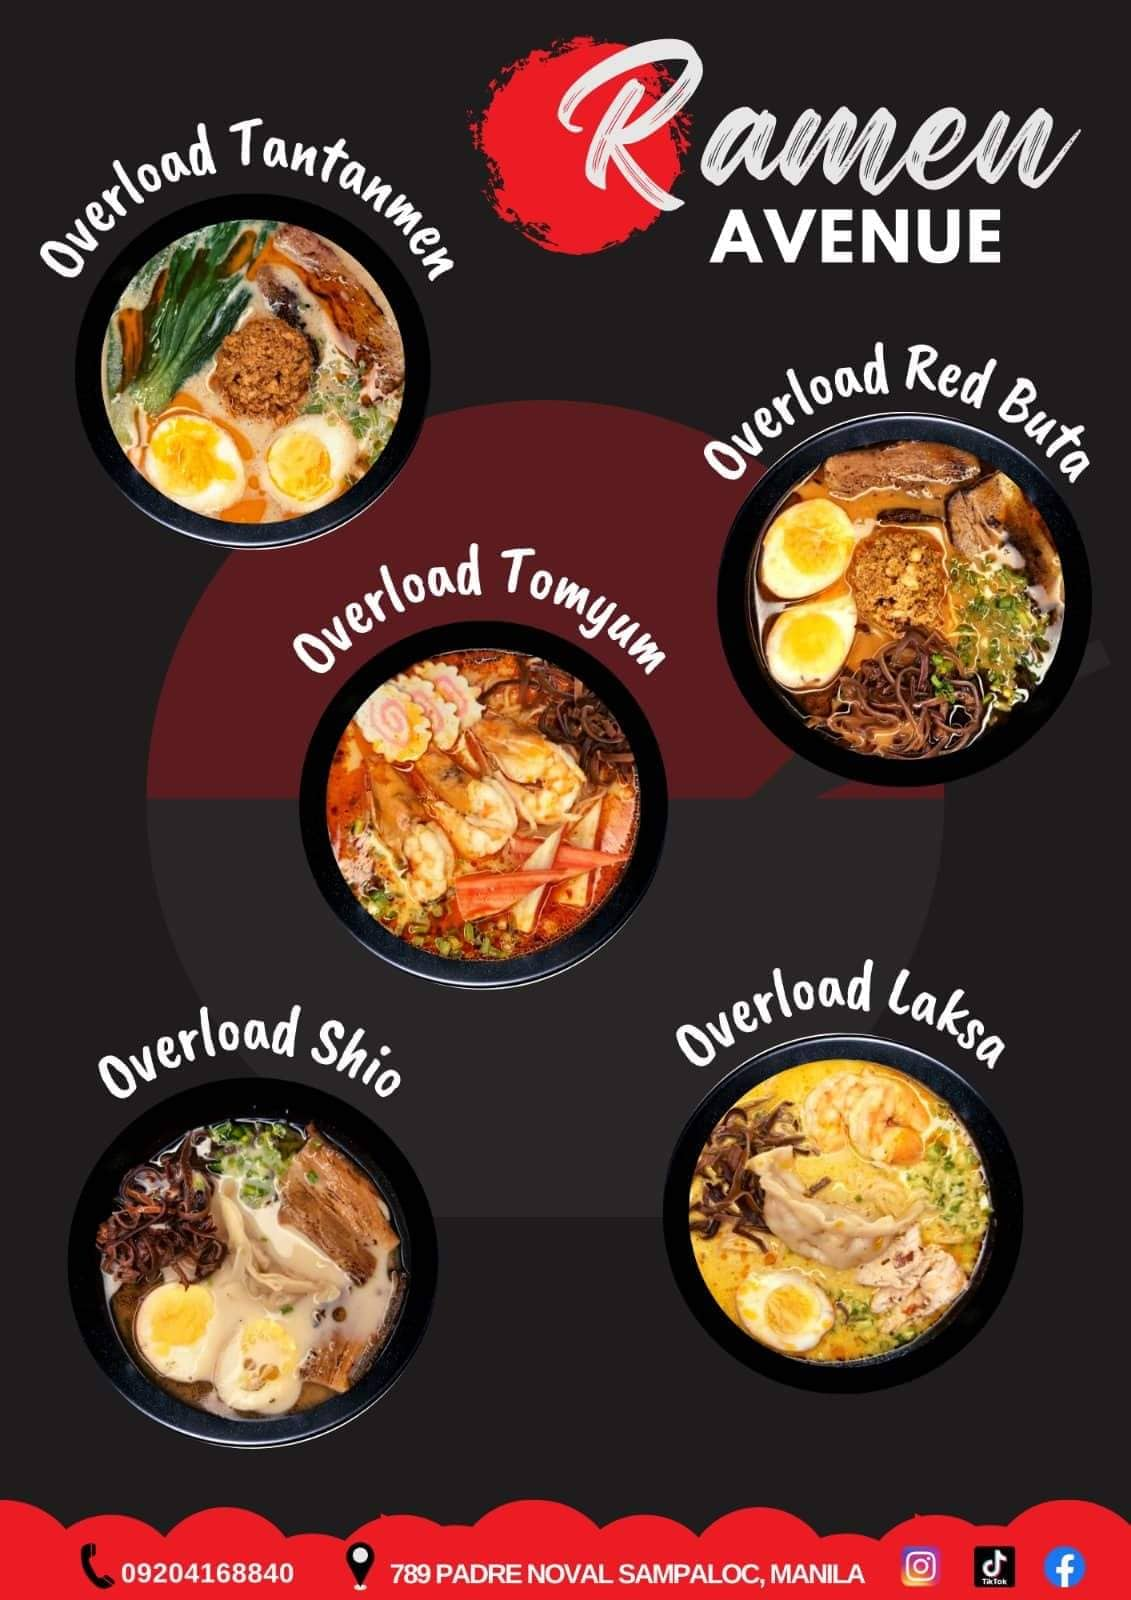 Ramen
AVENUE
Overload Tantanmen
Overload Red Buta
Overload Tomyum
Overload Shio
Overload Laksa
09204168840
789 PADRE NOVAL SAMPALOC, MANILA
TikTok